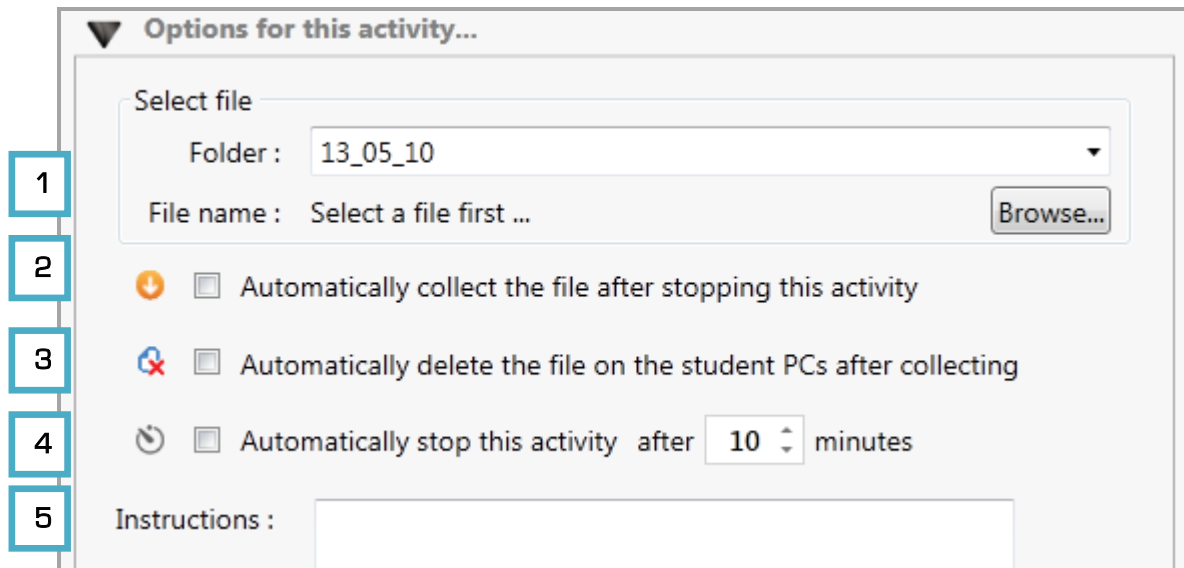 Options for this activity...
Select file
Folder : 13_05_10
1
File name : Select a file first ... Browse...
2
Automatically collect the file after stopping this activity
3
Automatically delete the file on the student PCs after collecting
4
Automatically stop this activity after 10 minutes
5
Instructions :